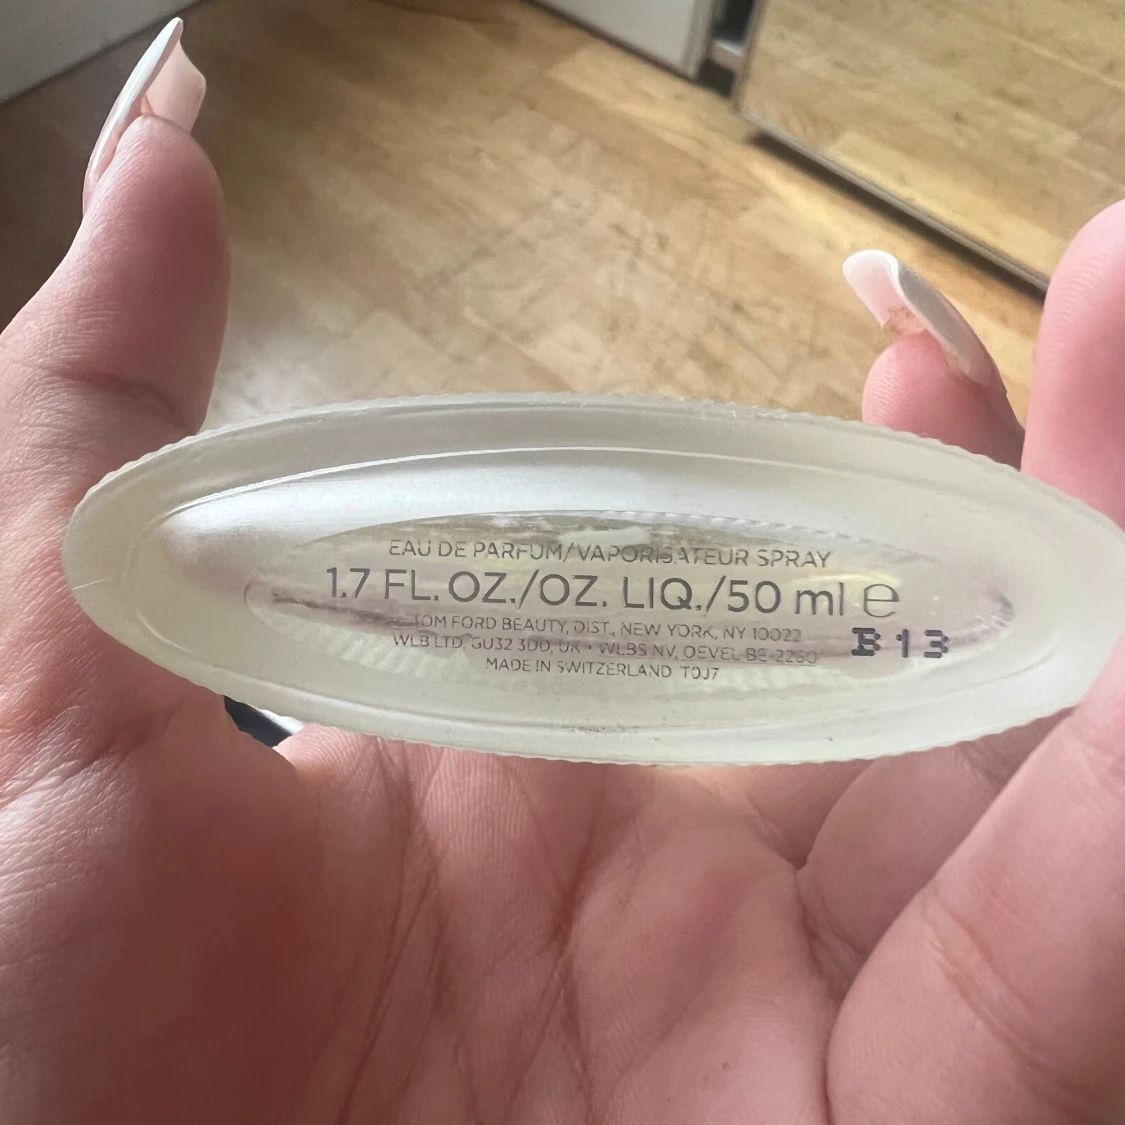 EAU DE PARFUM/VAPORISATEUR SPRAY
1.7 FL. OZ./OZ. LIQ./50 ml ℮
TOM FORD BEAUTY, DIST., NEW YORK, NY 10022
WLB LTD, GU32 3DD, UK • WLBS NV, OEVEL BE-2260
B13
MADE IN SWITZERLAND T0J7